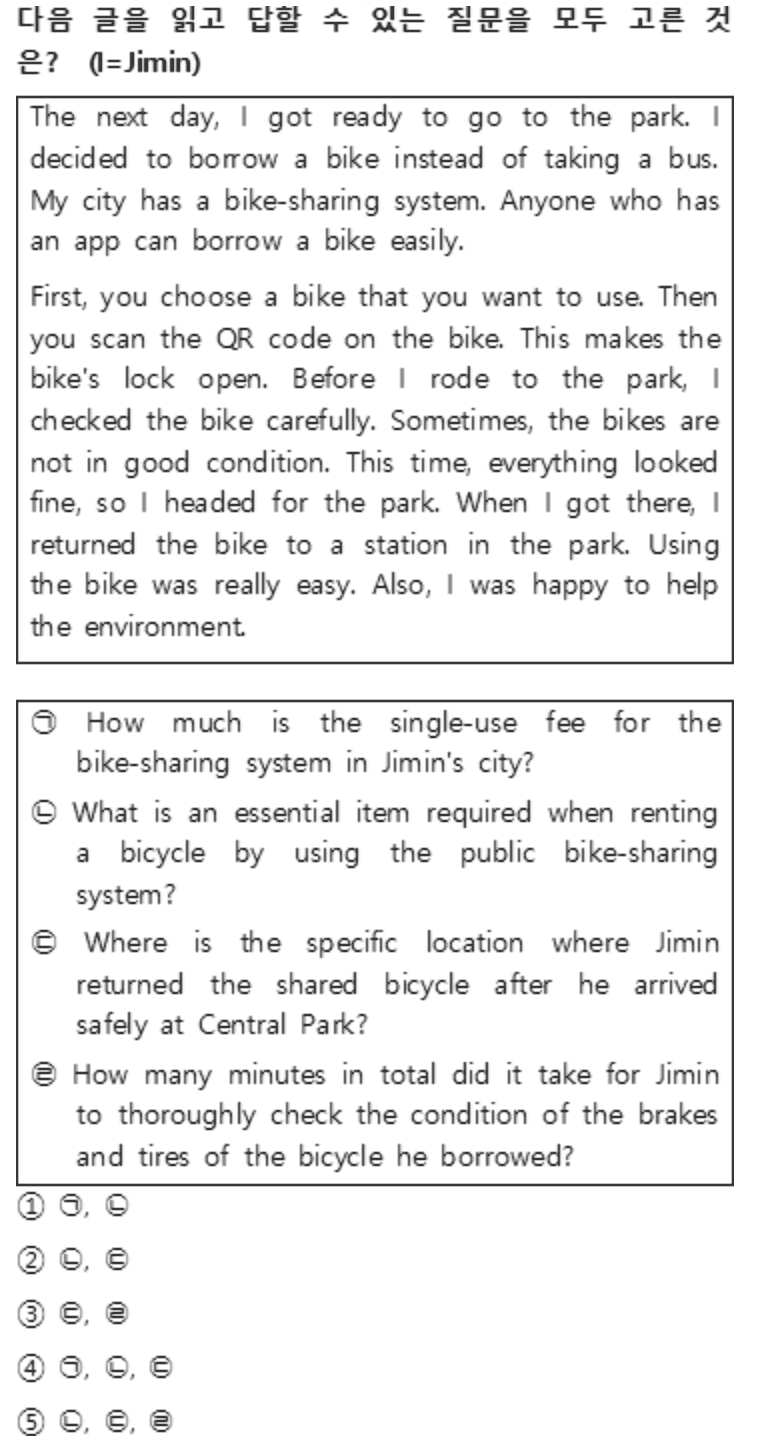 다음 글을 읽고 답할 수 있는 질문을 모두 고른 것
은? (I=Jimin)
The next day, I got ready to go to the park. I
decided to borrow a bike instead of taking a bus.
My city has a bike-sharing system. Anyone who has
an app can borrow a bike easily.
First, you choose a bike that you want to use. Then
you scan the QR code on the bike. This makes the
bike's lock open. Before I rode to the park, I
checked the bike carefully. Sometimes, the bikes are
not in good condition. This time, everything looked
fine, so I headed for the park. When I got there, I
returned the bike to a station in the park. Using
the bike was really easy. Also, I was happy to help
the environment.
㉠ How much is the single-use fee for the
bike-sharing system in Jimin's city?
㉡ What is an essential item required when renting
a bicycle by using the public bike-sharing
system?
㉢ Where is the specific location where Jimin
returned the shared bicycle after he arrived
safely at Central Park?
㉣ How many minutes in total did it take for Jimin
to thoroughly check the condition of the brakes
and tires of the bicycle he borrowed?
① ㉠, ㉡
② ㉡, ㉢
③ ㉢, ㉣
④ ㉠, ㉡, ㉢
⑤ ㉡, ㉢, ㉣